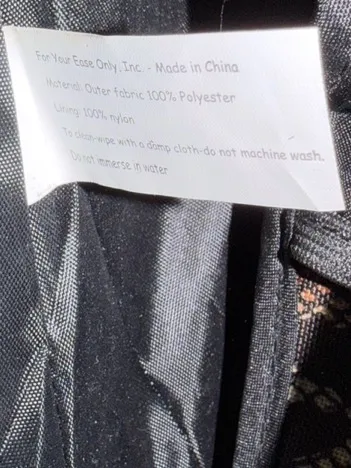 For Your Ease Only, Inc. - Made in China
Material: Outer fabric 100% Polyester
Lining: 100% nylon
To clean-wipe with a damp cloth-do not machine wash.
Do not immerse in water